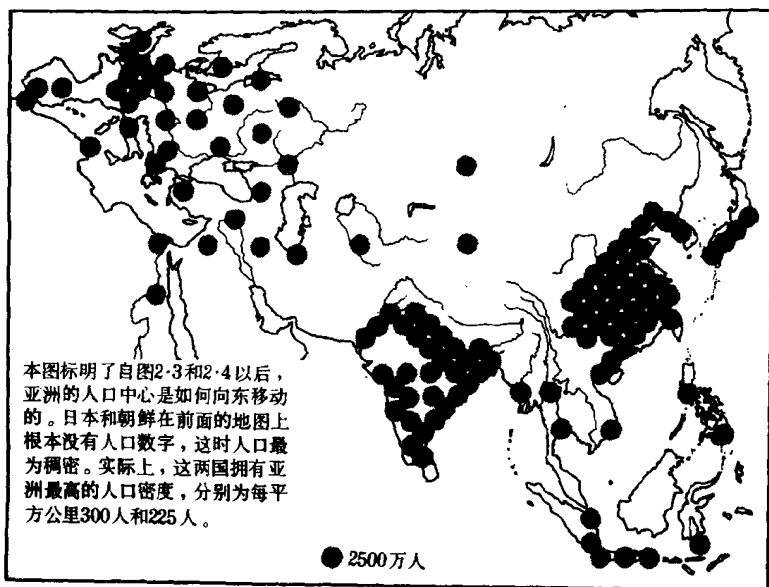 本图标明了自图2·3和2·4以后，
亚洲的人口中心是如何向东移动
的。日本和朝鲜在前面的地图上
根本没有人口数字，这时人口最
为稠密。实际上，这两国拥有亚
洲最高的人口密度，分别为每平
方公里300人和225人。
2500万人